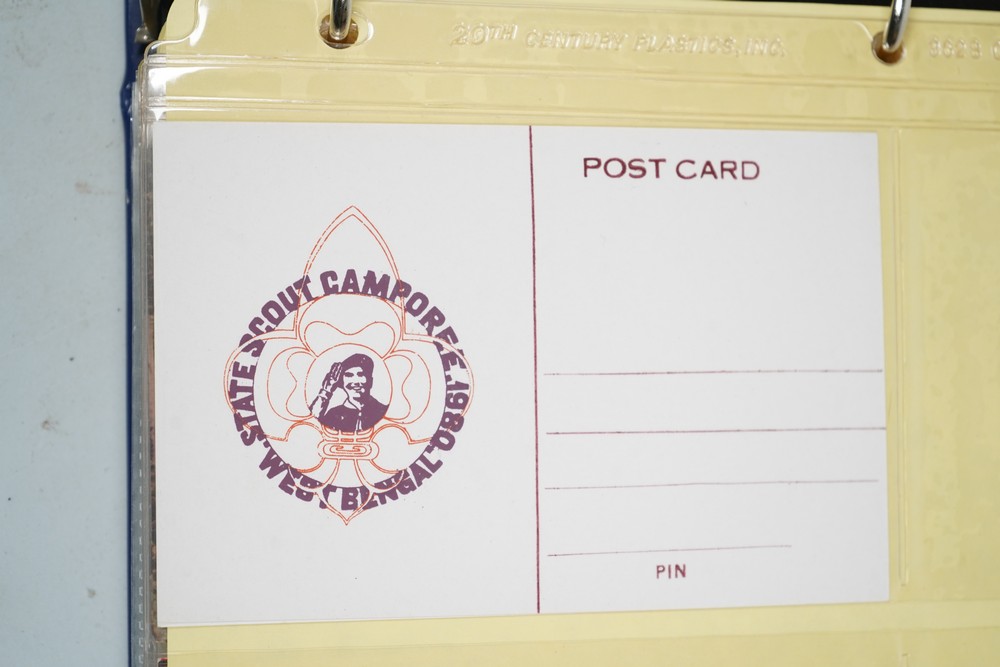 20TH CENTURY PLASTICS, INC.
POST CARD
STATE SCOUT CAMPOREE.1980
WEST BENGAL
PIN